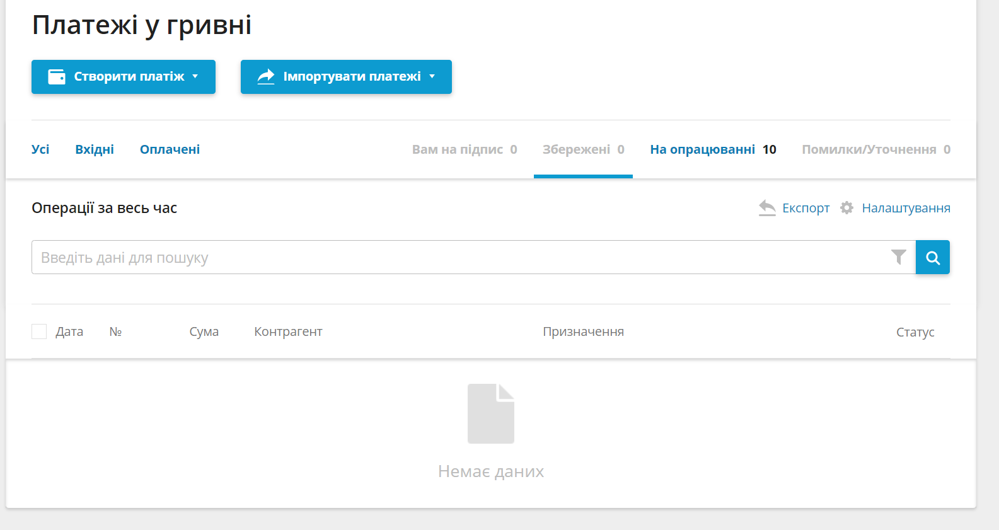 Платежі у гривні
Створити платіж
Імпортувати платежі
Усі Вхідні Оплачені Вам на підпис 0 Збережені 0 На опрацюванні 10 Помилки/Уточнення 0
Операції за весь час Експорт Налаштування
Введіть дані для пошуку
Дата № Сума Контрагент Призначення Статус
Немає даних